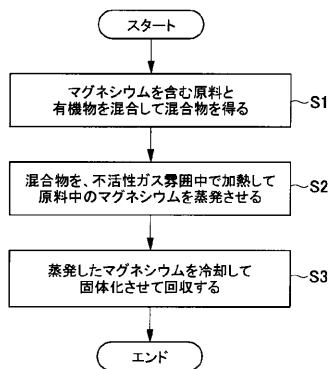 スタート
マグネシウムを含む原料と
有機物を混合して混合物を得る
S1
混合物を、不活性ガス雰囲中で加熱して
原料中のマグネシウムを蒸発させる
S2
蒸発したマグネシウムを冷却して
固体化させて回収する
S3
エンド